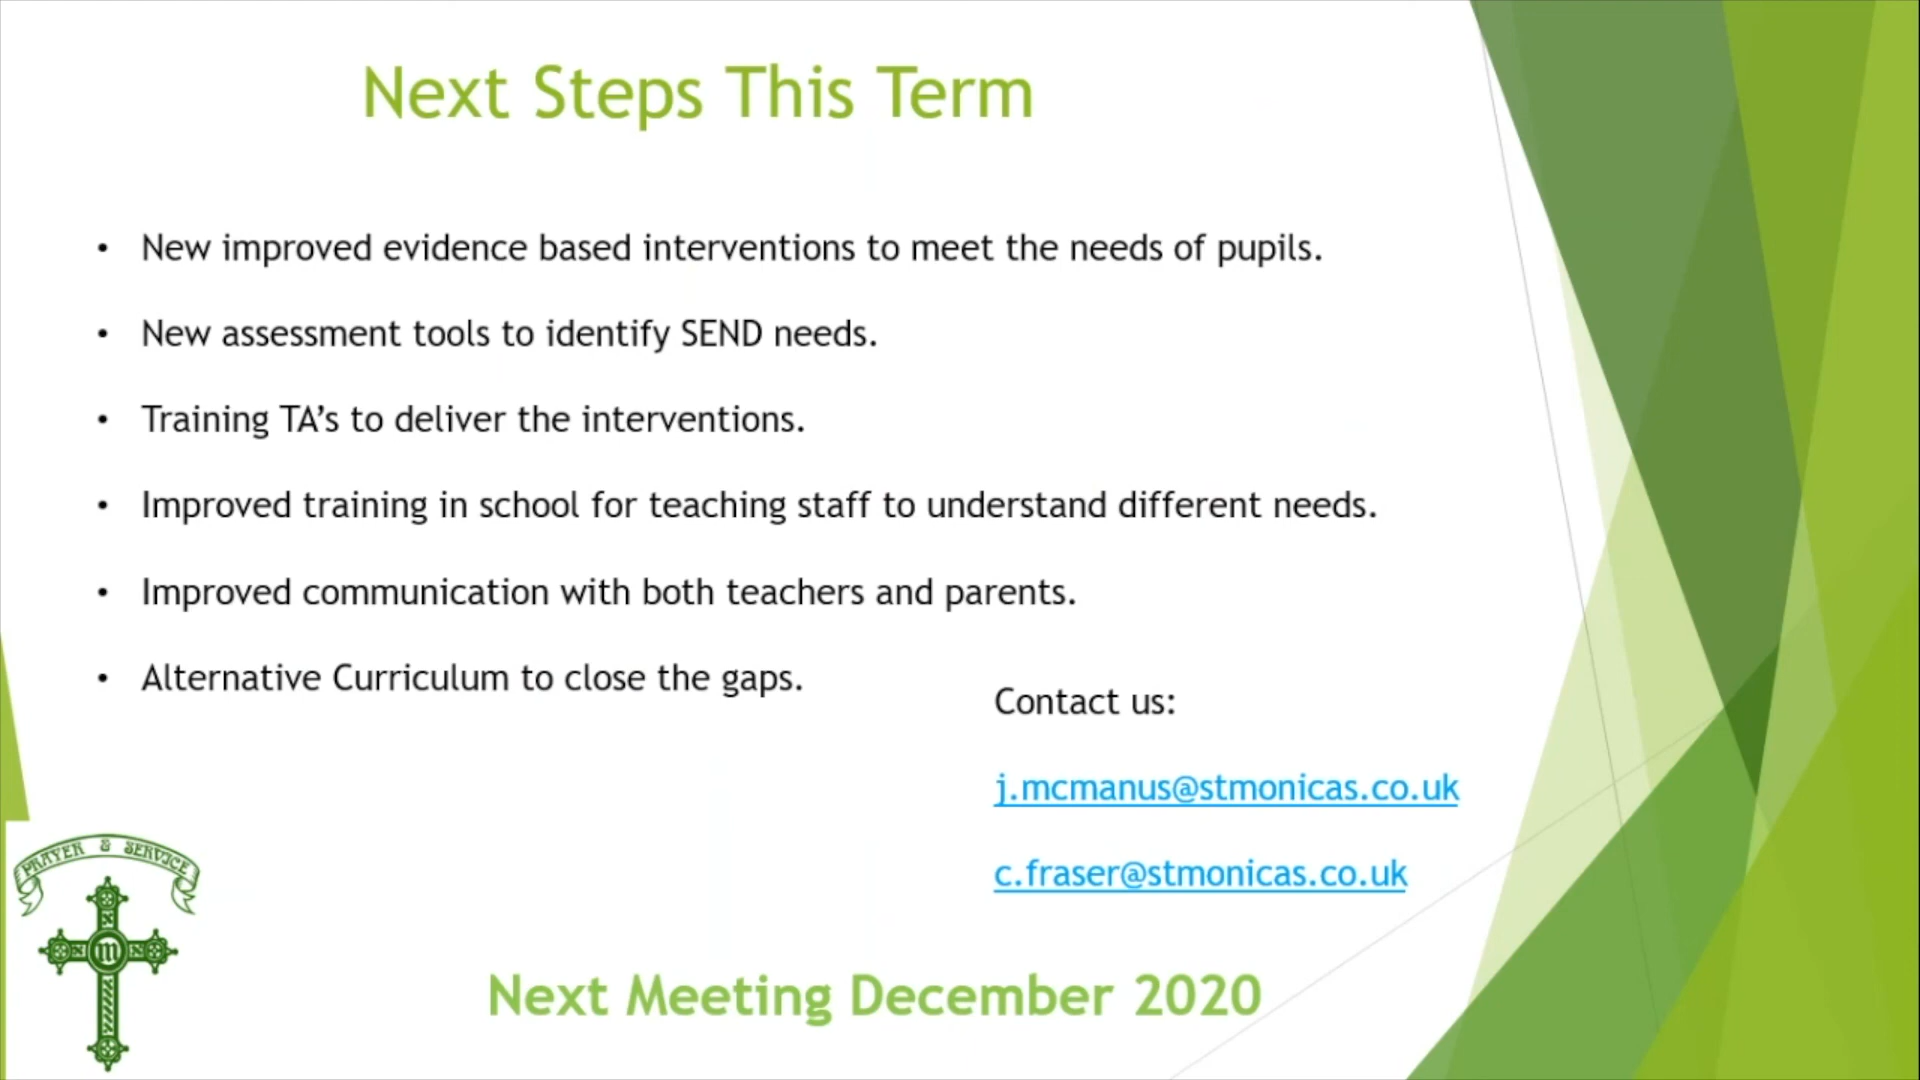 Next Steps This Term
• New improved evidence based interventions to meet the needs of pupils.
• New assessment tools to identify SEND needs.
• Training TA’s to deliver the interventions.
• Improved training in school for teaching staff to understand different needs.
• Improved communication with both teachers and parents.
• Alternative Curriculum to close the gaps.
Contact us:
j.mcmanus@stmonicas.co.uk
c.fraser@stmonicas.co.uk
PRAYER & SERVICE
m
Next Meeting December 2020